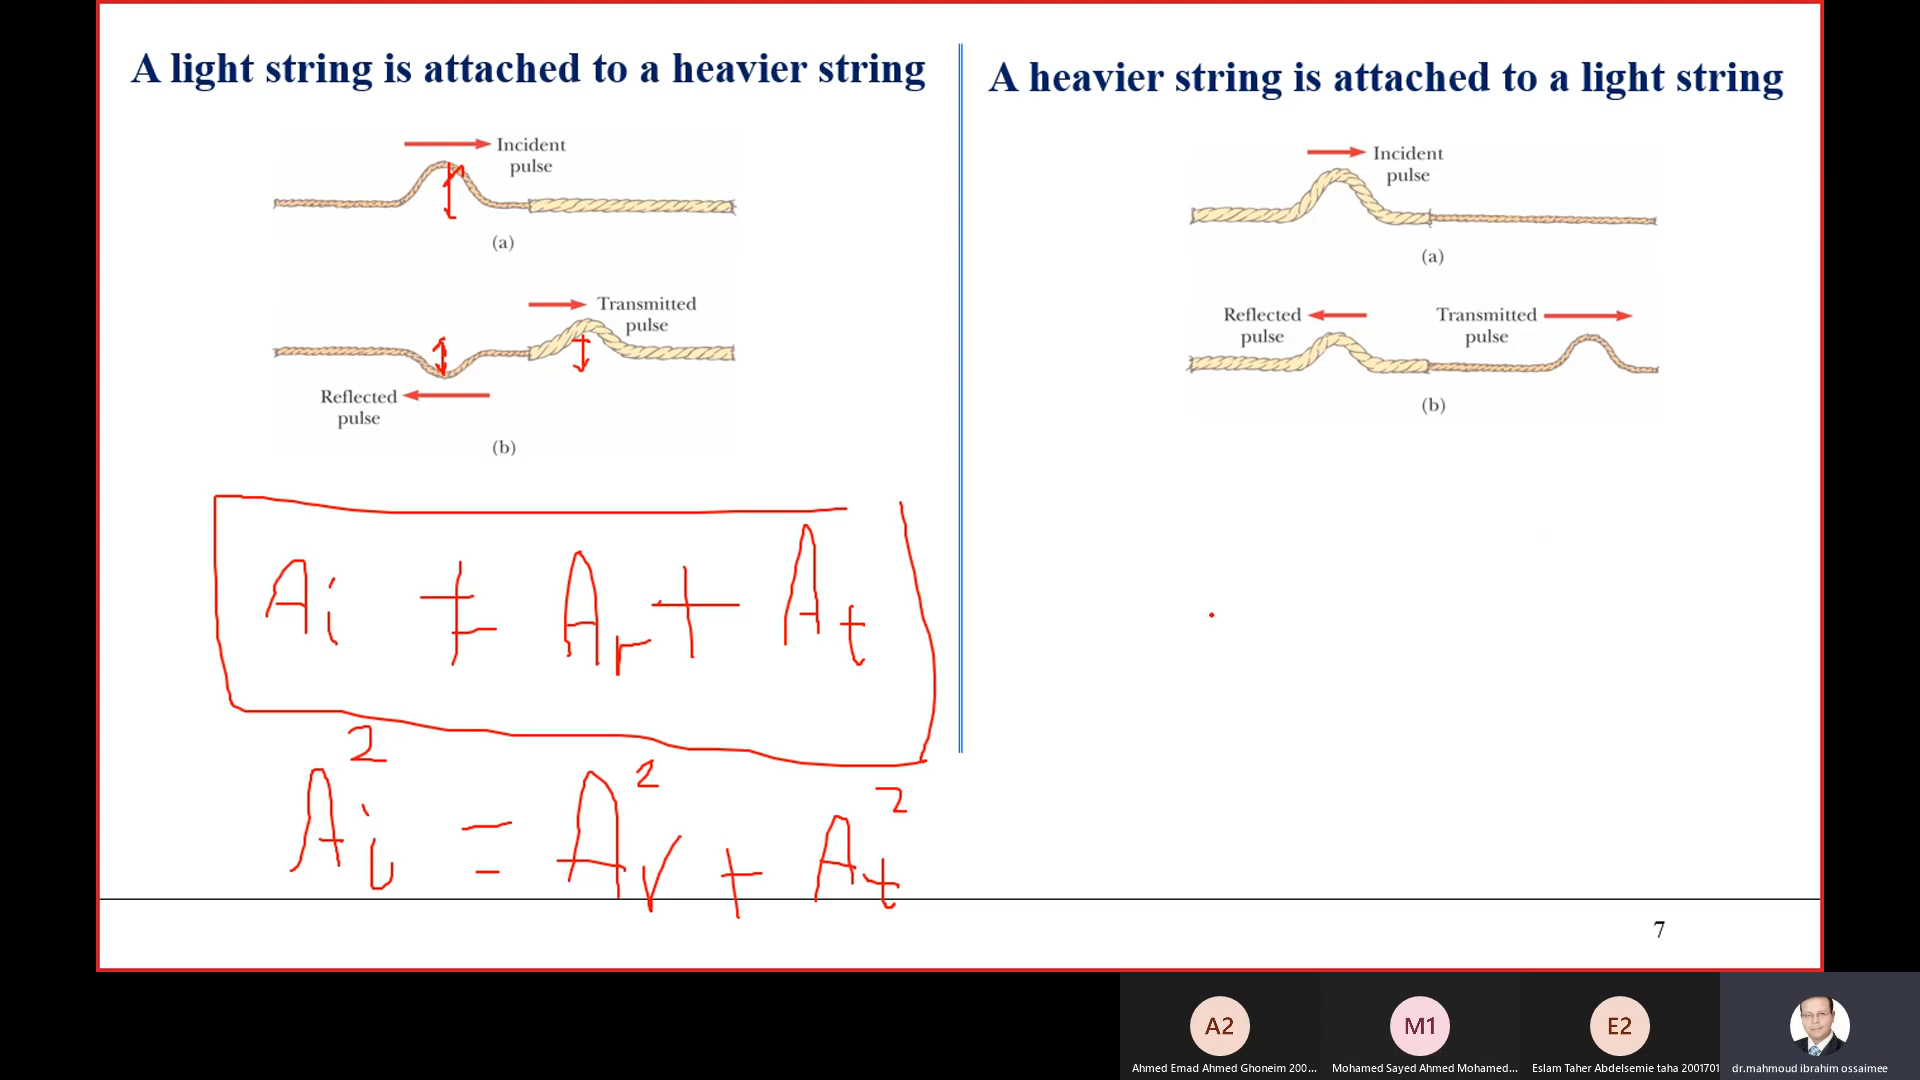 A light string is attached to a heavier string
Incident
pulse
(a)
Transmitted
pulse
Reflected
pulse
(b)
Ai ≠ Ar + At
Ai² = Ar² + At²
A heavier string is attached to a light string
Incident
pulse
(a)
Reflected
pulse
Transmitted
pulse
(b)
7
A2
M1
E2
Ahmed Emad Ahmed Ghoneim 200...
Mohamed Sayed Ahmed Mohamed...
Eslam Taher Abdelsemie taha 2001701
dr.mahmoud ibrahim ossaimee